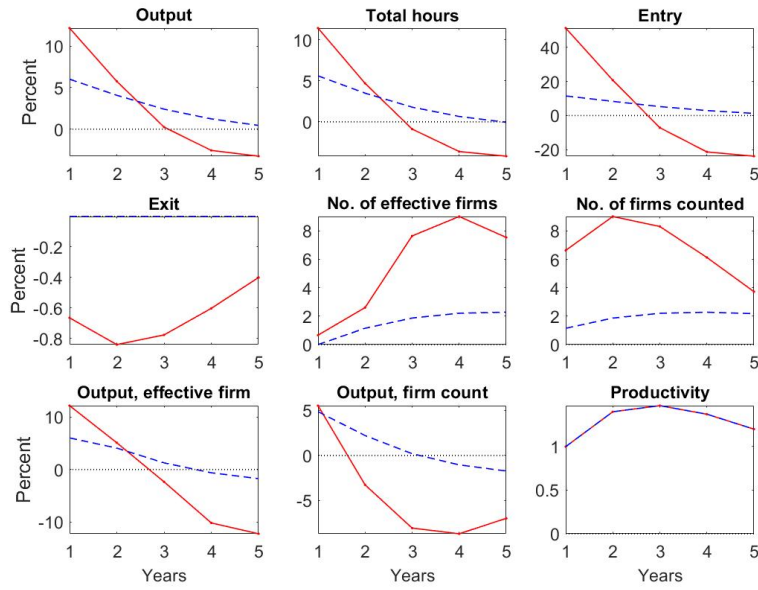 Output
Total hours
Entry
Percent
10
5
0
1 2 3 4 5
10
5
0
1 2 3 4 5
40
20
0
-20
1 2 3 4 5
Exit
No. of effective firms
No. of firms counted
Percent
-0.2
-0.4
-0.6
-0.8
1 2 3 4 5
8
6
4
2
0
1 2 3 4 5
8
6
4
2
0
1 2 3 4 5
Output, effective firm
Output, firm count
Productivity
Percent
10
0
-10
1 2 3 4 5
5
0
-5
1 2 3 4 5
1
0.5
0
1 2 3 4 5
Years
Years
Years